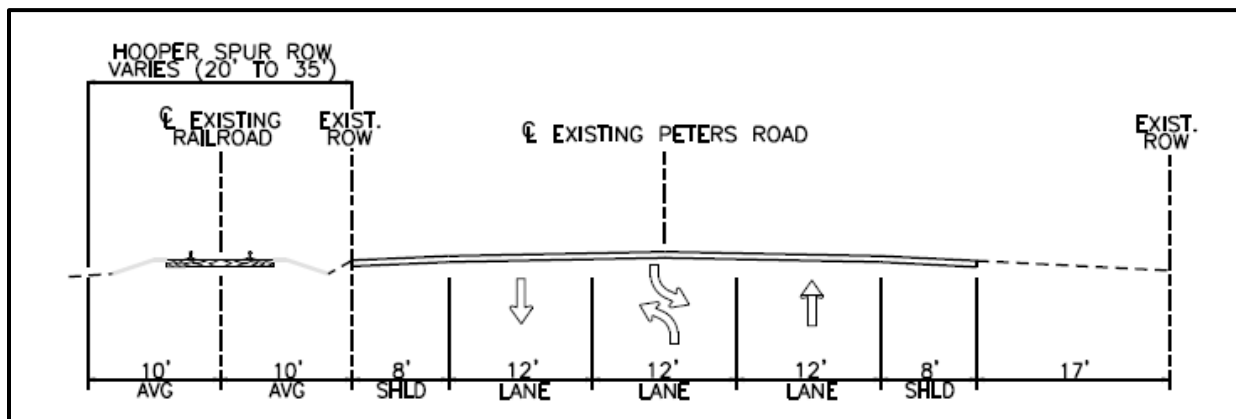 HOOPER SPUR ROW
VARIES (20' TO 35')
℄ EXISTING
RAILROAD
EXIST.
ROW
℄ EXISTING PETERS ROAD
EXIST.
ROW
10'
AVG
10'
AVG
8'
SHLD
12'
LANE
12'
LANE
12'
LANE
8'
SHLD
17'